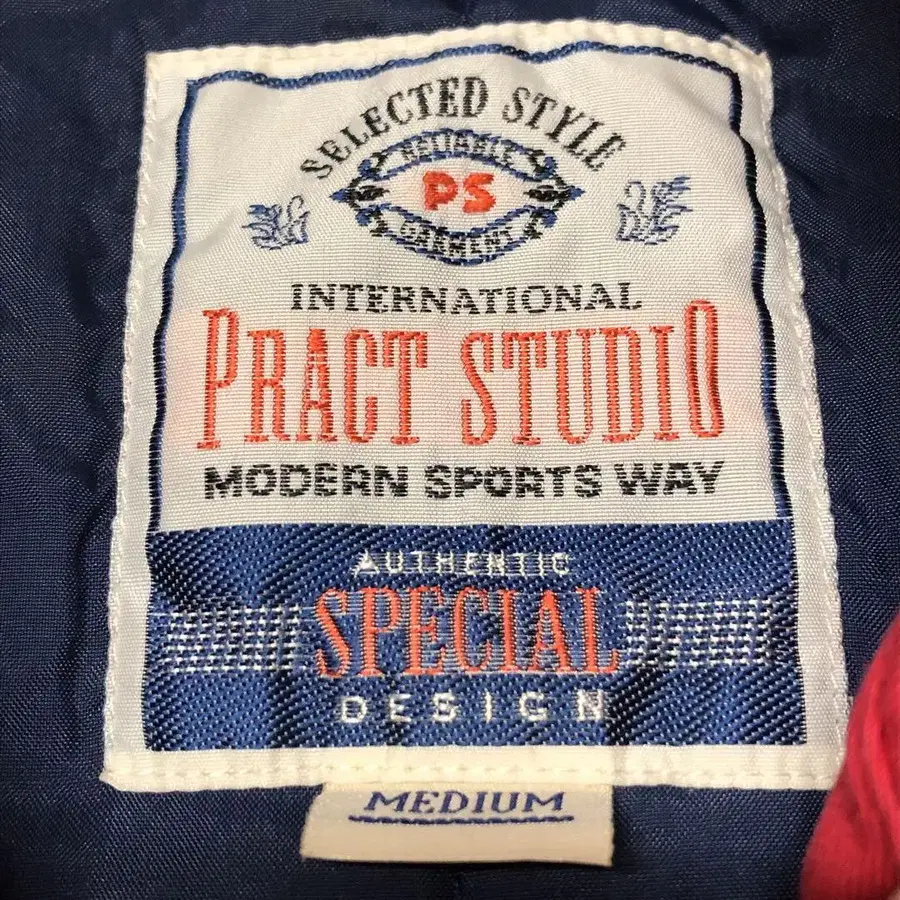 SELECTED STYLE
RELIABLE
PS
GARMENT
INTERNATIONAL
PRACT STUDIO
MODERN SPORTS WAY
AUTHENTIC
SPECIAL
DESIGN
MEDIUM